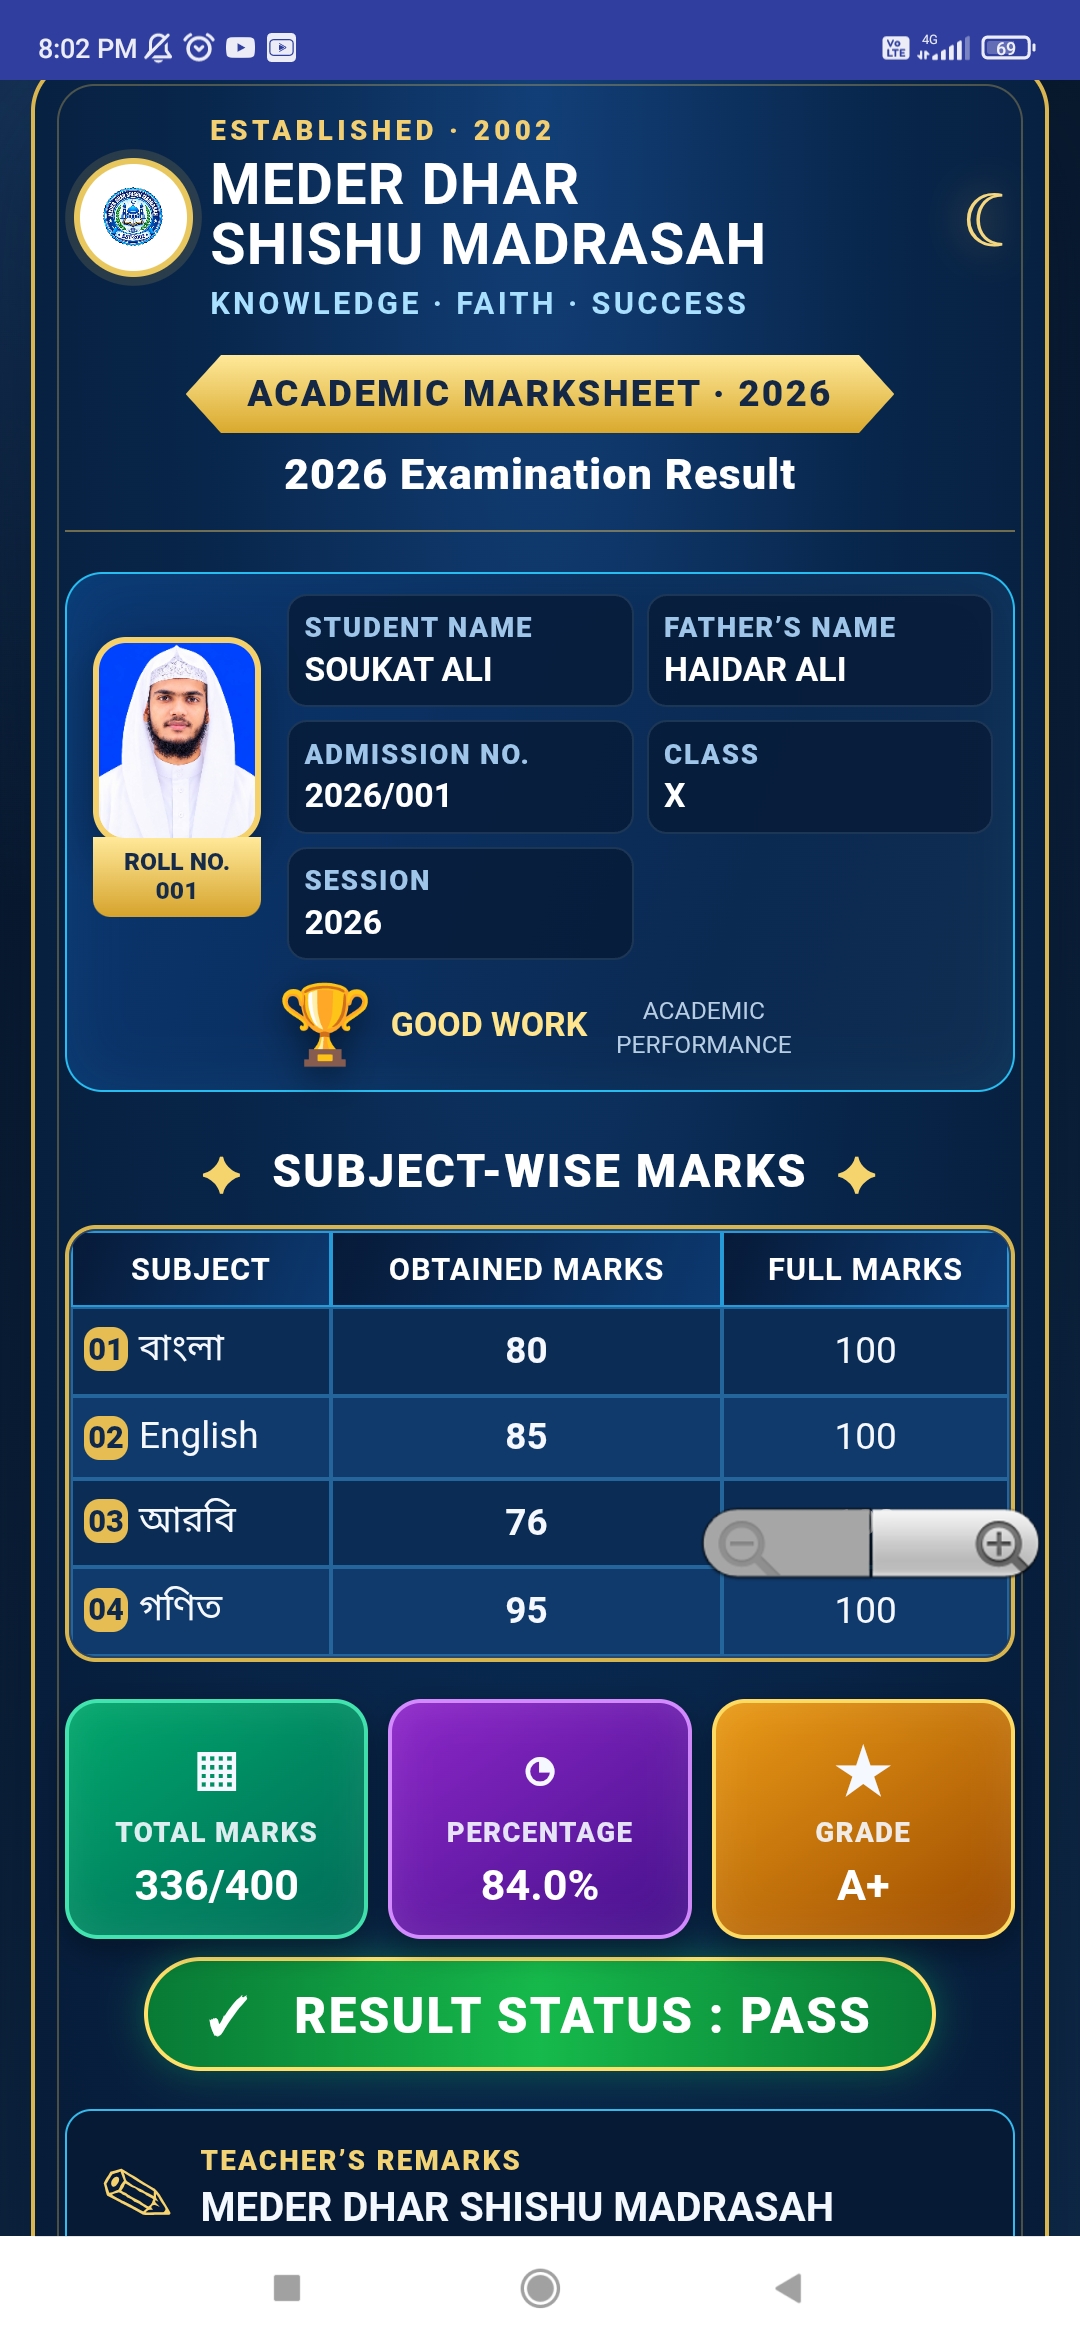 8:02 PM
Vo LTE 4G 69
ESTABLISHED · 2002
MEDER DHAR
SHISHU MADRASAH
KNOWLEDGE · FAITH · SUCCESS
ACADEMIC MARKSHEET · 2026
2026 Examination Result
STUDENT NAME
SOUKAT ALI
FATHER’S NAME
HAIDAR ALI
ADMISSION NO.
2026/001
CLASS
X
ROLL NO.
001
SESSION
2026
GOOD WORK
ACADEMIC
PERFORMANCE
SUBJECT-WISE MARKS
SUBJECT OBTAINED MARKS FULL MARKS
01 বাংলা 80 100
02 English 85 100
03 আরবি 76
04 গণিত 95 100
TOTAL MARKS
336/400
PERCENTAGE
84.0%
GRADE
A+
✓ RESULT STATUS : PASS
TEACHER’S REMARKS
MEDER DHAR SHISHU MADRASAH